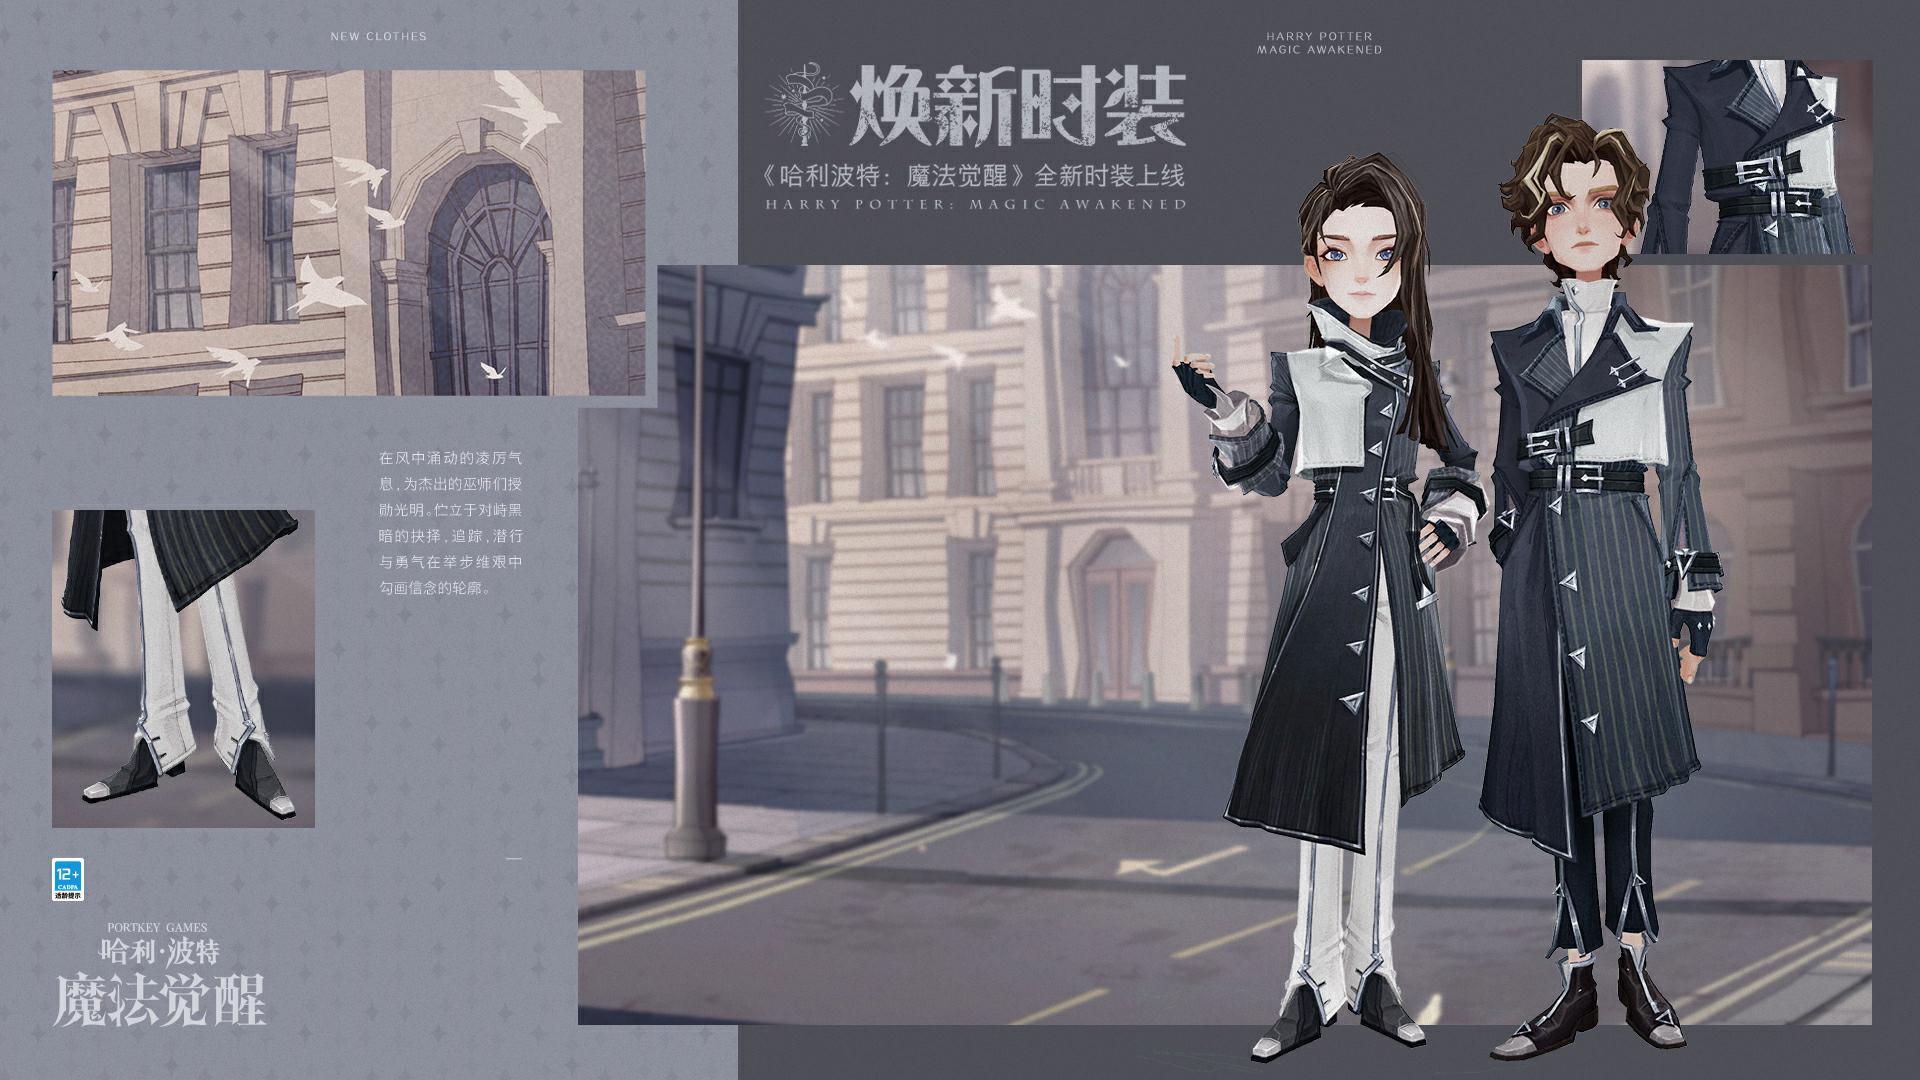 NEW CLOTHES
HARRY POTTER
MAGIC AWAKENED
焕新时装
《哈利波特：魔法觉醒》全新时装上线
HARRY POTTER: MAGIC AWAKENED
在风中涌动的凌厉气
息,为杰出的巫师们授
勋光明。伫立于对峙黑
暗的抉择,追踪,潜行
与勇气在举步维艰中
勾画信念的轮廓。
12+
CADPA
适龄提示
PORTKEY GAMES
哈利·波特
魔法觉醒